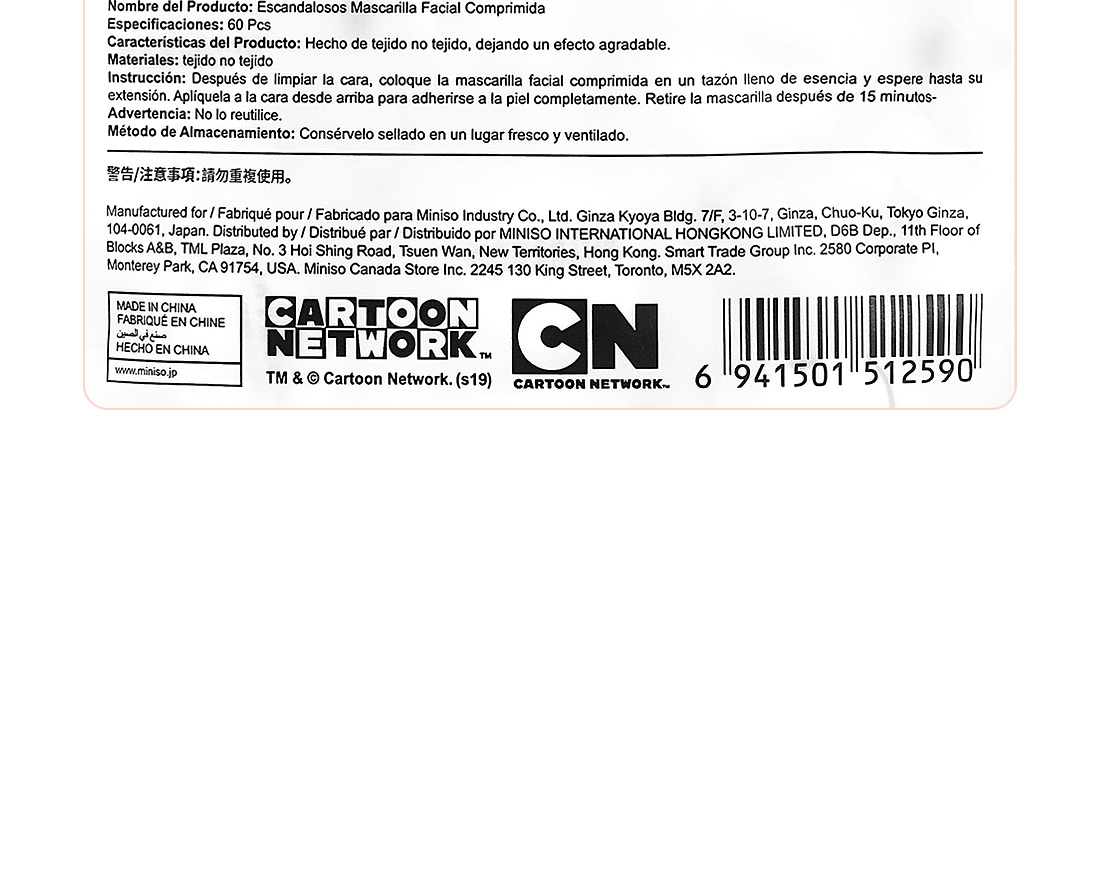 Nombre del Producto: Escandalosos Mascarilla Facial Comprimida
Especificaciones: 60 Pcs
Características del Producto: Hecho de tejido no tejido, dejando un efecto agradable.
Materiales: tejido no tejido
Instrucción: Después de limpiar la cara, coloque la mascarilla facial comprimida en un tazón lleno de esencia y espere hasta su
extensión. Aplíquela a la cara desde arriba para adherirse a la piel completamente. Retire la mascarilla después de 15 minutos-
Advertencia: No lo reutilice.
Método de Almacenamiento: Consérvelo sellado en un lugar fresco y ventilado.
警告/注意事項:請勿重複使用。
Manufactured for / Fabriqué pour / Fabricado para Miniso Industry Co., Ltd. Ginza Kyoya Bldg. 7/F, 3-10-7, Ginza, Chuo-Ku, Tokyo Ginza,
104-0061, Japan. Distributed by / Distribué par / Distribuido por MINISO INTERNATIONAL HONGKONG LIMITED, D6B Dep., 11th Floor of
Blocks A&B, TML Plaza, No. 3 Hoi Shing Road, Tsuen Wan, New Territories, Hong Kong. Smart Trade Group Inc. 2580 Corporate Pl,
Monterey Park, CA 91754, USA. Miniso Canada Store Inc. 2245 130 King Street, Toronto, M5X 2A2.
MADE IN CHINA
FABRIQUÉ EN CHINE
صنع في الصين
HECHO EN CHINA
www.miniso.jp
CARTOON
NETWORK™
TM & © Cartoon Network. (s19)
CN
CARTOON NETWORK™
6 941501 512590